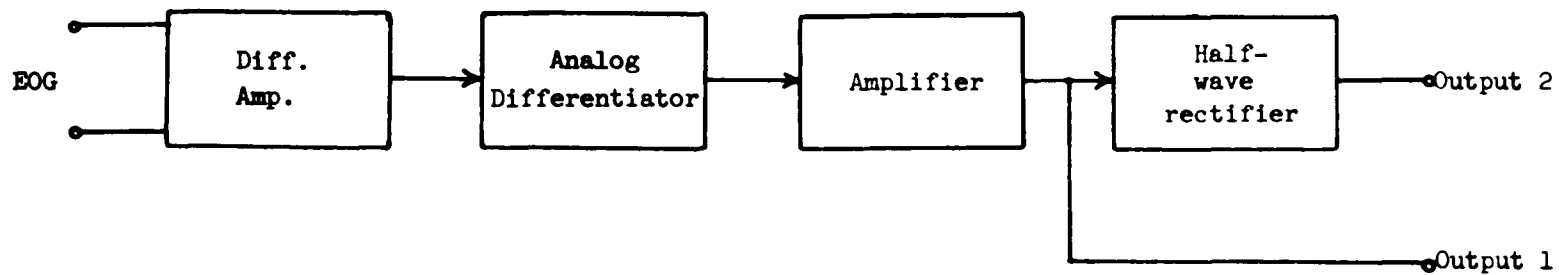 EOG
Diff.
Amp.
Analog
Differentiator
Amplifier
Half-
wave
rectifier
Output 2
Output 1